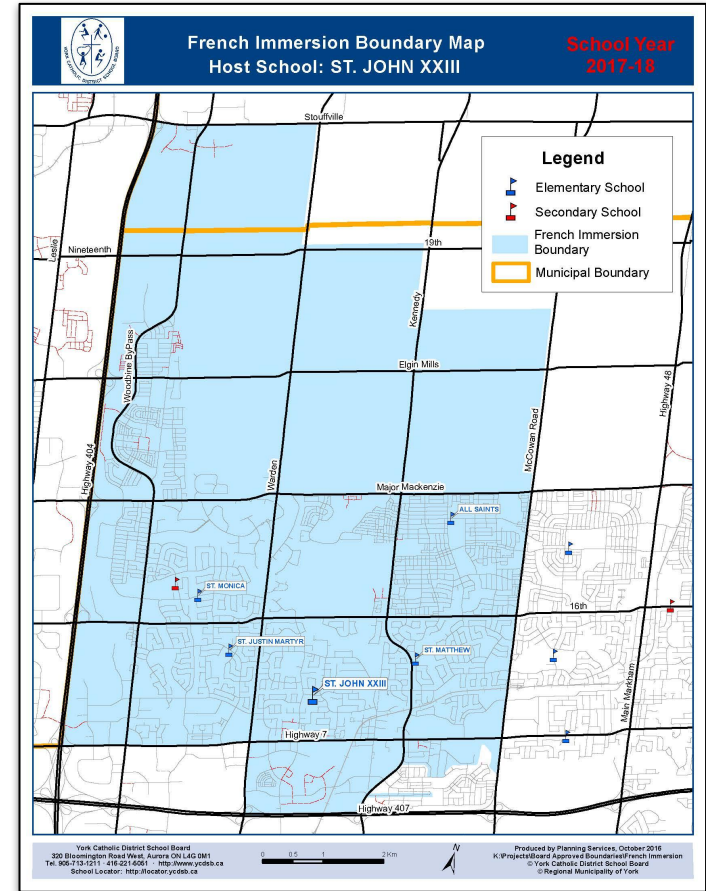 YORK CATHOLIC DISTRICT SCHOOL BOARD
French Immersion Boundary Map
Host School: ST. JOHN XXIII
School Year
2017-18
Stouffville
Legend
Elementary School
Secondary School
French Immersion
Boundary
Municipal Boundary
Leslie
Nineteenth
19th
Kennedy
Woodbine ByPass
Elgin Mills
Highway 48
Highway 404
Warden
McCowan Road
Major Mackenzie
ALL SAINTS
ST. MONICA
16th
ST. JUSTIN MARTYR
ST. MATTHEW
ST. JOHN XXIII
Main Markham
Highway 7
Highway 407
York Catholic District School Board
320 Bloomington Road West, Aurora ON L4G 0M1
Tel. 905-713-1211 · 416-221-5051 · http://www.ycdsb.ca
School Locator: http://locator.ycdsb.ca
0 0.5 1 2 Km
N
Produced by Planning Services, October 2016
K:\Projects\Board Approved Boundaries\French Immersion
© York Catholic District School Board
© Regional Municipality of York